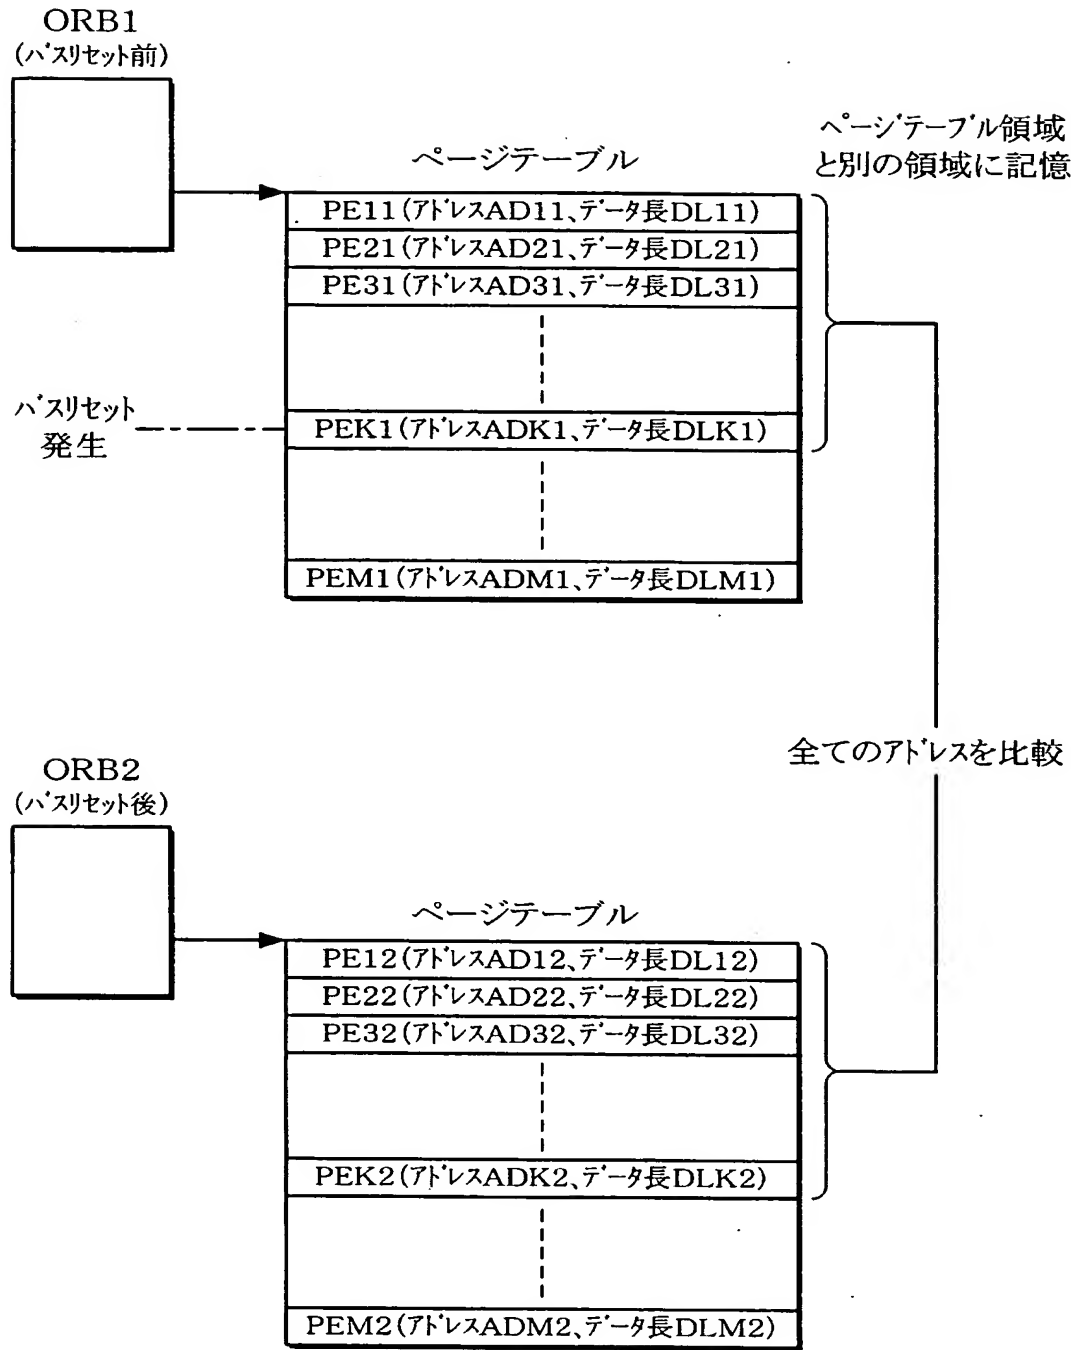 ORB1
(バスリセット前)
ページテーブル領域
と別の領域に記憶
ページテーブル
PE11(アドレスAD11、データ長DL11)
PE21(アドレスAD21、データ長DL21)
PE31(アドレスAD31、データ長DL31)
バスリセット
発生
PEK1(アドレスADK1、データ長DLK1)
PEM1(アドレスADM1、データ長DLM1)
全てのアドレスを比較
ORB2
(バスリセット後)
ページテーブル
PE12(アドレスAD12、データ長DL12)
PE22(アドレスAD22、データ長DL22)
PE32(アドレスAD32、データ長DL32)
PEK2(アドレスADK2、データ長DLK2)
PEM2(アドレスADM2、データ長DLM2)